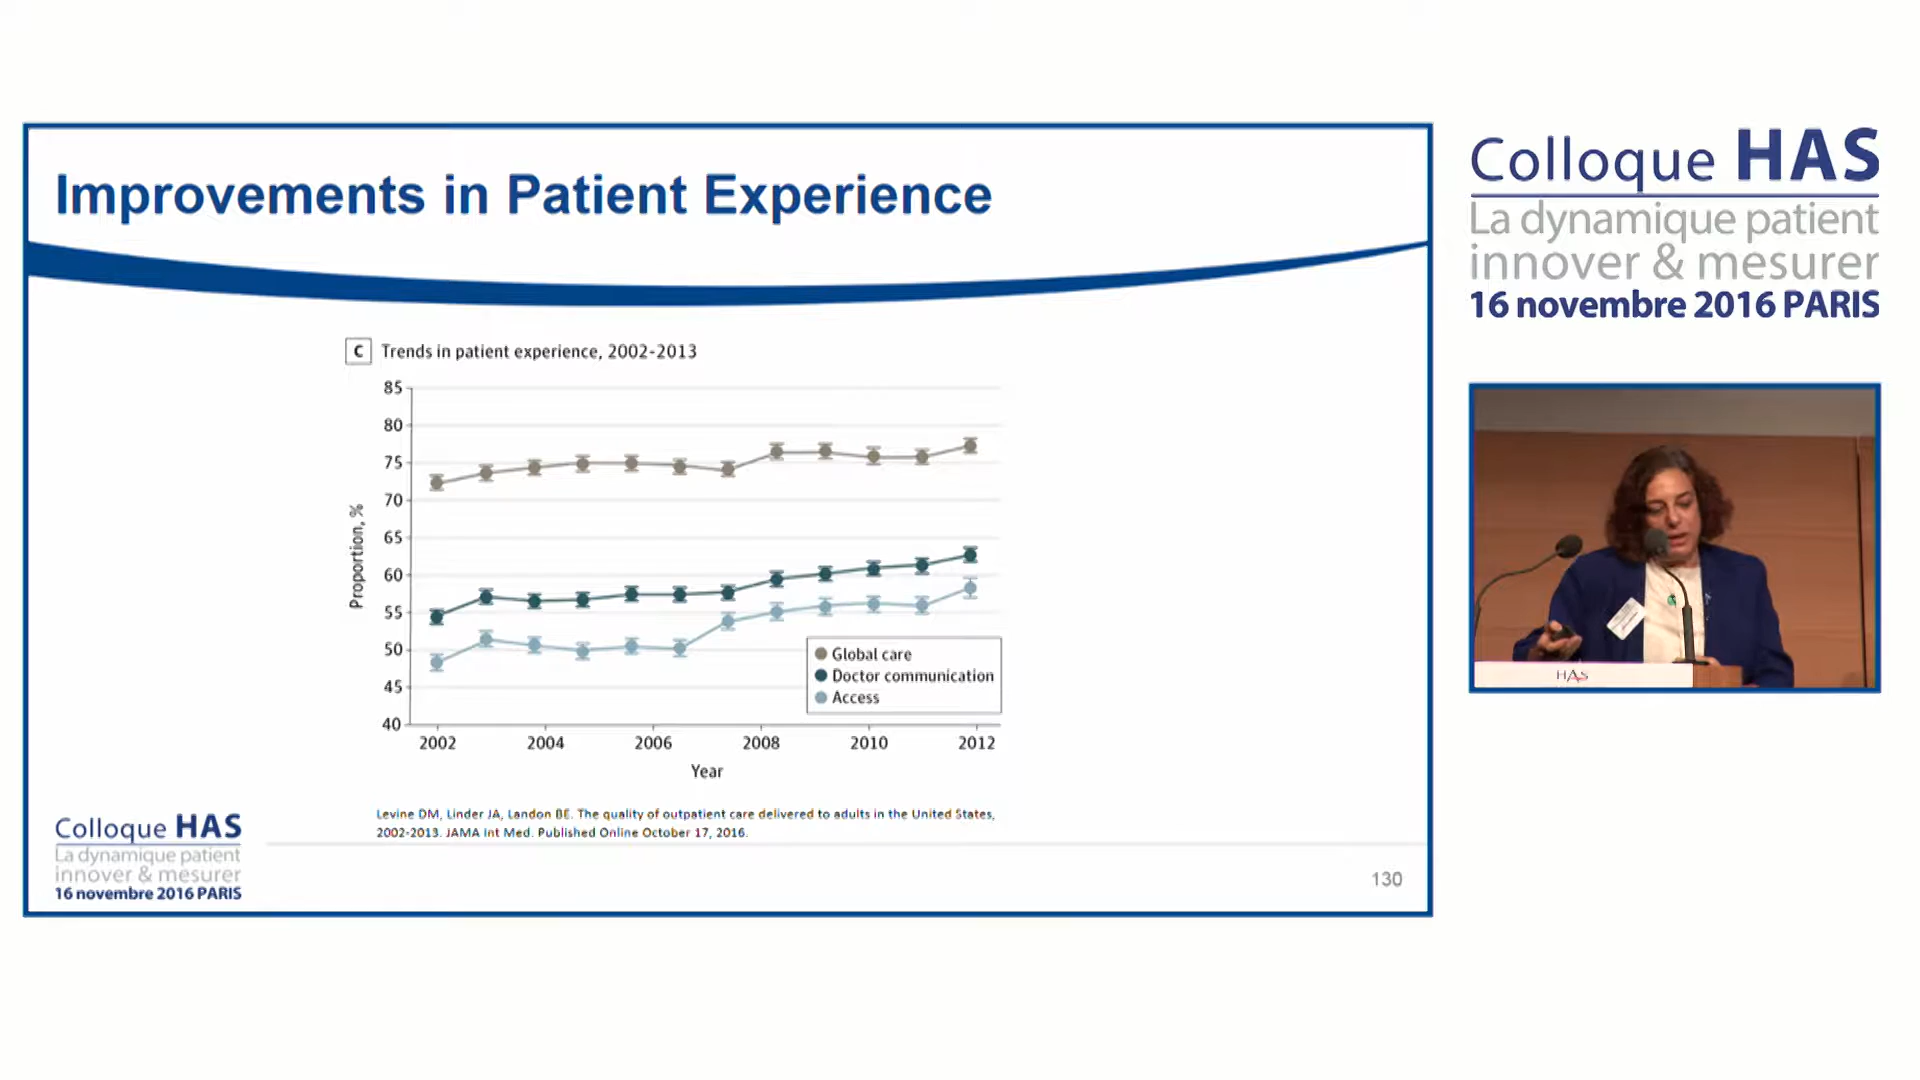 Improvements in Patient Experience
C Trends in patient experience, 2002-2013
85
80
75
70
65
60
55
50
45
40
Proportion, %
2002 2004 2006 2008 2010 2012
Year
Global care
Doctor communication
Access
Levine DM, Linder JA, Landon BE. The quality of outpatient care delivered to adults in the United States,
2002-2013. JAMA Int Med. Published Online October 17, 2016.
Colloque HAS
La dynamique patient
innover & mesurer
16 novembre 2016 PARIS
130
Colloque HAS
La dynamique patient
innover & mesurer
16 novembre 2016 PARIS
HAS